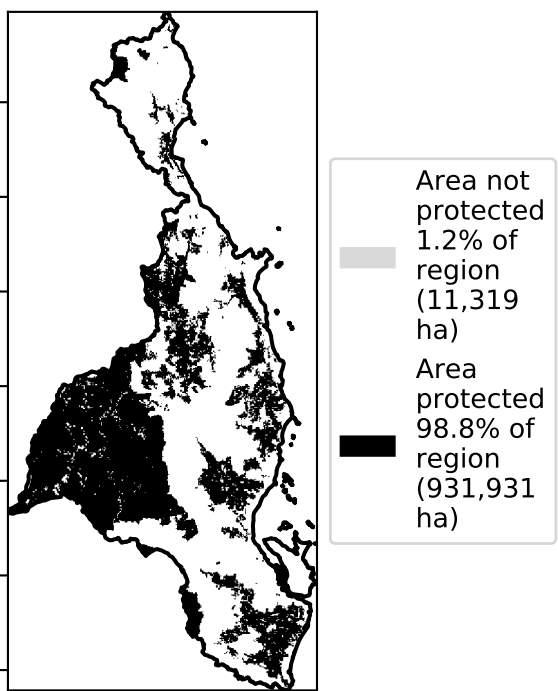 Area not
protected
1.2% of
region
(11,319
ha)
Area
protected
98.8% of
region
(931,931
ha)